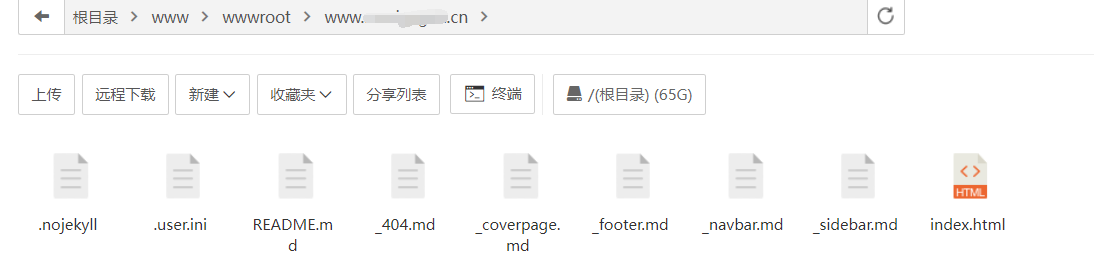 根目录 > www > wwwroot > www. .cn >
上传 远程下载 新建 收藏夹 分享列表 终端 /(根目录) (65G)
HTML
.nojekyll .user.ini README.m _404.md _coverpage. _footer.md _navbar.md _sidebar.md index.html
d md